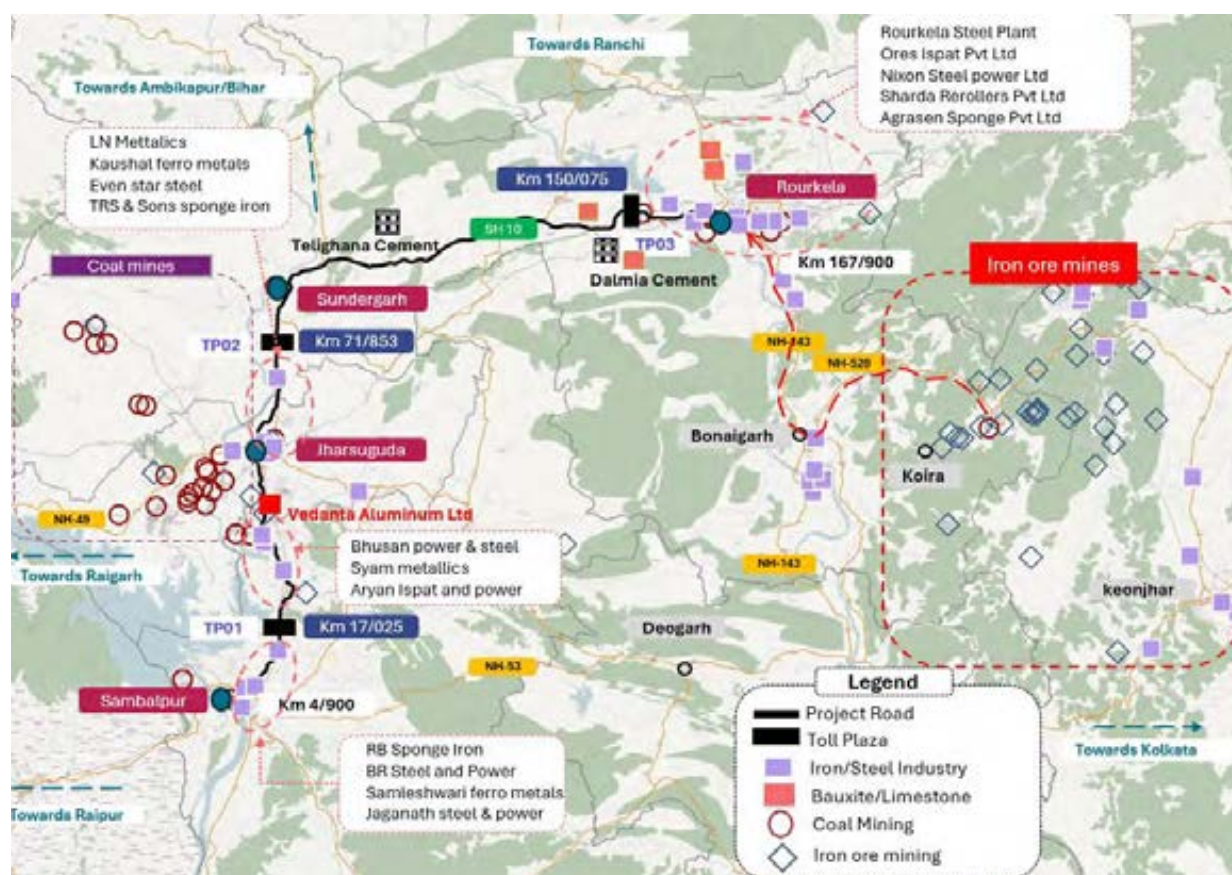 Towards Ranchi
Rourkela Steel Plant
Ores Ispat Pvt Ltd
Nixon Steel power Ltd
Sharda Rerollers Pvt Ltd
Agrasen Sponge Pvt Ltd
Towards Ambikapur/Bihar
LN Mettalics
Kaushal ferro metals
Even star steel
TRS & Sons sponge iron
Km 150/075
Rourkela
SH 10
TP03
Telighana Cement
Dalmia Cement
Km 167/900
Coal mines
Iron ore mines
Sundergarh
TP02
Km 71/853
NH-143
NH-520
Bonaigarh
Koira
Jharsuguda
NH-49
Vedanta Aluminum Ltd
Towards Raigarh
Bhusan power & steel
Syam metallics
Aryan Ispat and power
NH-143
keonjhar
TP01
Km 17/025
Deogarh
NH-53
Sambalpur
Km 4/900
RB Sponge Iron
BR Steel and Power
Samleshwari ferro metals
Jaganath steel & power
Towards Raipur
Towards Kolkata
Legend
Project Road
Toll Plaza
Iron/Steel Industry
Bauxite/Limestone
Coal Mining
Iron ore mining